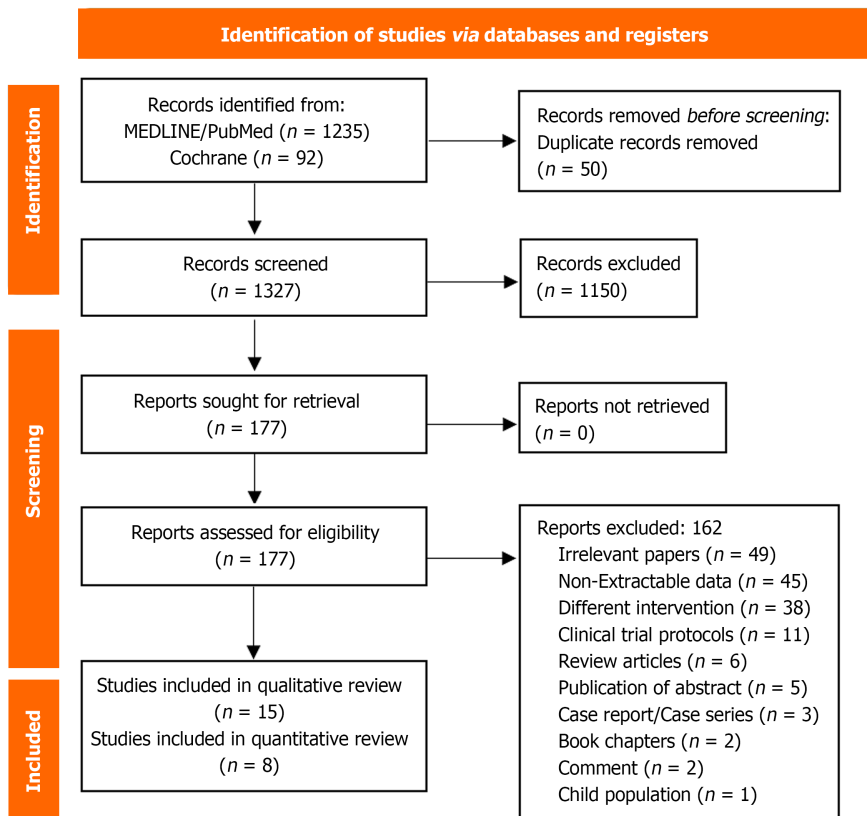 Identification of studies via databases and registers
Identification
Records identified from:
MEDLINE/PubMed (n = 1235)
Cochrane (n = 92)
Records removed before screening:
Duplicate records removed
(n = 50)
Records screened
(n = 1327)
Records excluded
(n = 1150)
Screening
Reports sought for retrieval
(n = 177)
Reports not retrieved
(n = 0)
Reports assessed for eligibility
(n = 177)
Reports excluded: 162
Irrelevant papers (n = 49)
Non-Extractable data (n = 45)
Different intervention (n = 38)
Clinical trial protocols (n = 11)
Review articles (n = 6)
Publication of abstract (n = 5)
Case report/Case series (n = 3)
Book chapters (n = 2)
Comment (n = 2)
Child population (n = 1)
Included
Studies included in qualitative review
(n = 15)
Studies included in quantitative review
(n = 8)